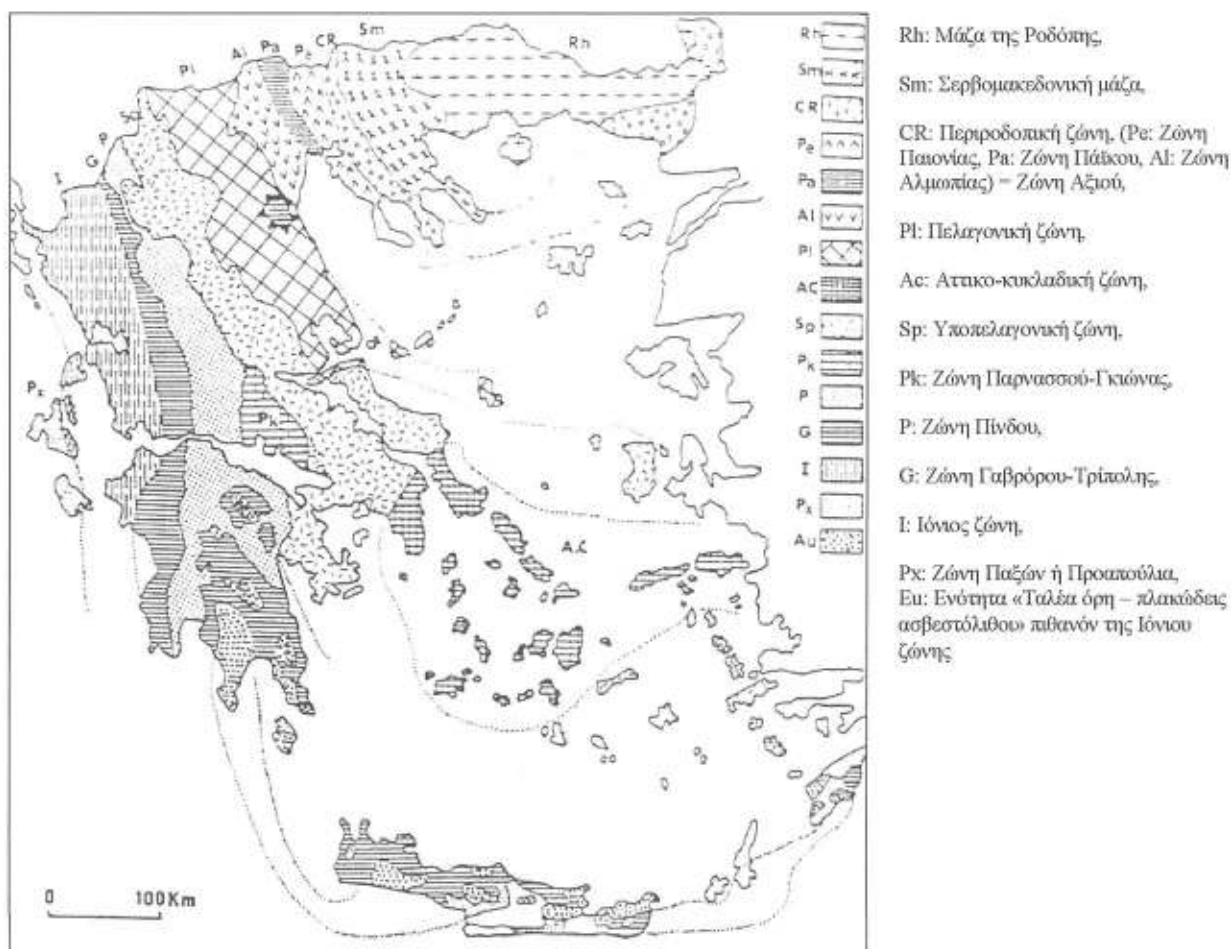 Sm
CR
Pa
Pe
Al
Rh
Pl
Sp
P
G
I
Px
Pk
A.C
Rh
Sm
CR
Pe
Pa
Al
Pl
AC
Sp
Pk
P
G
I
Px
Au
0 100 Km
Rh: Μάζα της Ροδόπης,
Sm: Σερβομακεδονική μάζα,
CR: Περιροδοπική ζώνη, (Pe: Ζώνη
Παιονίας, Pa: Ζώνη Πάϊκου, Al: Ζώνη
Αλμωπίας) = Ζώνη Αξιού,
Pl: Πελαγονική ζώνη,
Ac: Αττικο-κυκλαδική ζώνη,
Sp: Υποπελαγονική ζώνη,
Pk: Ζώνη Παρνασσού-Γκιώνας,
P: Ζώνη Πίνδου,
G: Ζώνη Γαβρόρου-Τρίπολης,
I: Ιόνιος ζώνη,
Px: Ζώνη Παξών ή Προαπούλια,
Eu: Ενότητα «Ταλέα όρη – πλακώδεις
ασβεστόλιθου» πιθανόν της Ιόνιου
ζώνης